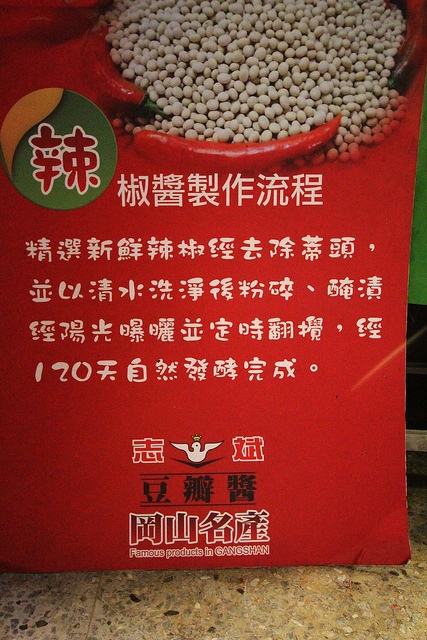 辣椒醬製作流程
精選新鮮辣椒經去除蒂頭，
並以清水洗淨後粉碎、醃漬
經陽光曝曬並定時翻攪，經
120天自然發酵完成。
志斌
豆瓣醬
岡山名產
Famous products in GANGSHAN